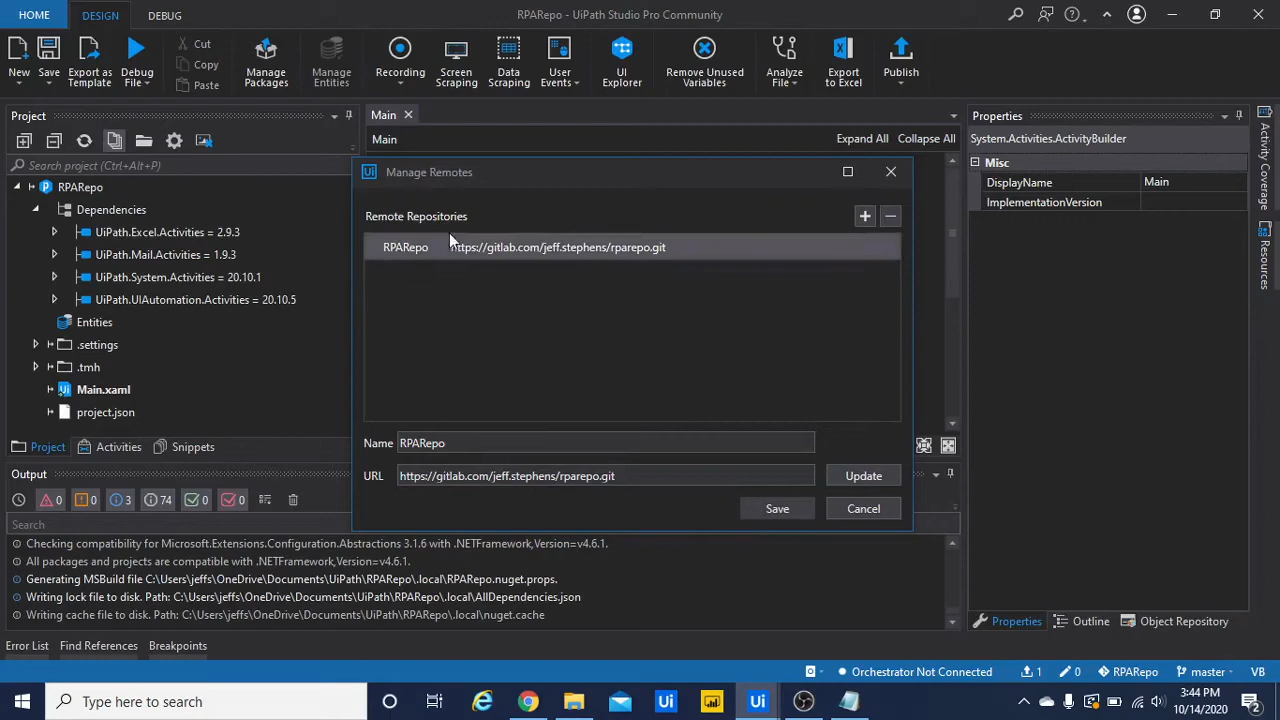 HOME
DESIGN
DEBUG
RPARepo - UiPath Studio Pro Community
New
Save
Export as Template
Debug File
Cut
Copy
Paste
Manage Packages
Manage Entities
Recording
Screen Scraping
Data Scraping
User Events
UI Explorer
Remove Unused Variables
Analyze File
Export to Excel
Publish
Project
Main
Properties
Main
Expand All
Collapse All
System.Activities.ActivityBuilder
Search project (Ctrl+Alt+P)
Misc
DisplayName
Main
ImplementationVersion
RPARepo
Dependencies
UiPath.Excel.Activities = 2.9.3
UiPath.Mail.Activities = 1.9.3
UiPath.System.Activities = 20.10.1
UiPath.UIAutomation.Activities = 20.10.5
Entities
.settings
.tmh
Main.xaml
project.json
Manage Remotes
Remote Repositories
RPARepo
https://gitlab.com/jeff.stephens/rparepo.git
Name
RPARepo
URL
https://gitlab.com/jeff.stephens/rparepo.git
Update
Save
Cancel
Activity Coverage
Resources
Project
Activities
Snippets
Output
0
0
3
74
0
0
Search
Checking compatibility for Microsoft.Extensions.Configuration.Abstractions 3.1.6 with .NETFramework,Version=v4.6.1.
All packages and projects are compatible with .NETFramework,Version=v4.6.1.
Generating MSBuild file C:\Users\jeffs\OneDrive\Documents\UiPath\RPARepo\.local\RPARepo.nuget.props.
Writing lock file to disk. Path: C:\Users\jeffs\OneDrive\Documents\UiPath\RPARepo\.local\AllDependencies.json
Writing cache file to disk. Path: C:\Users\jeffs\OneDrive\Documents\UiPath\RPARepo\.local\nuget.cache
Properties
Outline
Object Repository
Error List
Find References
Breakpoints
Orchestrator Not Connected
1
0
RPARepo
master
VB
Type here to search
3:44 PM
10/14/2020